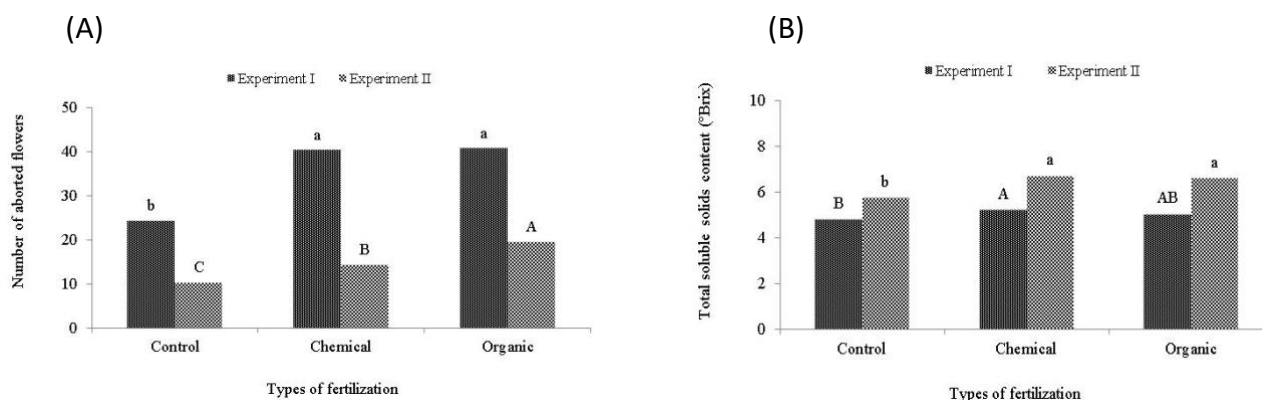 (A)
Experiment I Experiment II
Number of aborted flowers
50
40
30
20
10
0
b
C
a
B
a
A
Control Chemical Organic
Types of fertilization
(B)
Experiment I Experiment II
Total soluble solids content (°Brix)
10
8
6
4
2
0
B
b
A
a
AB
a
Control Chemical Organic
Types of fertilization